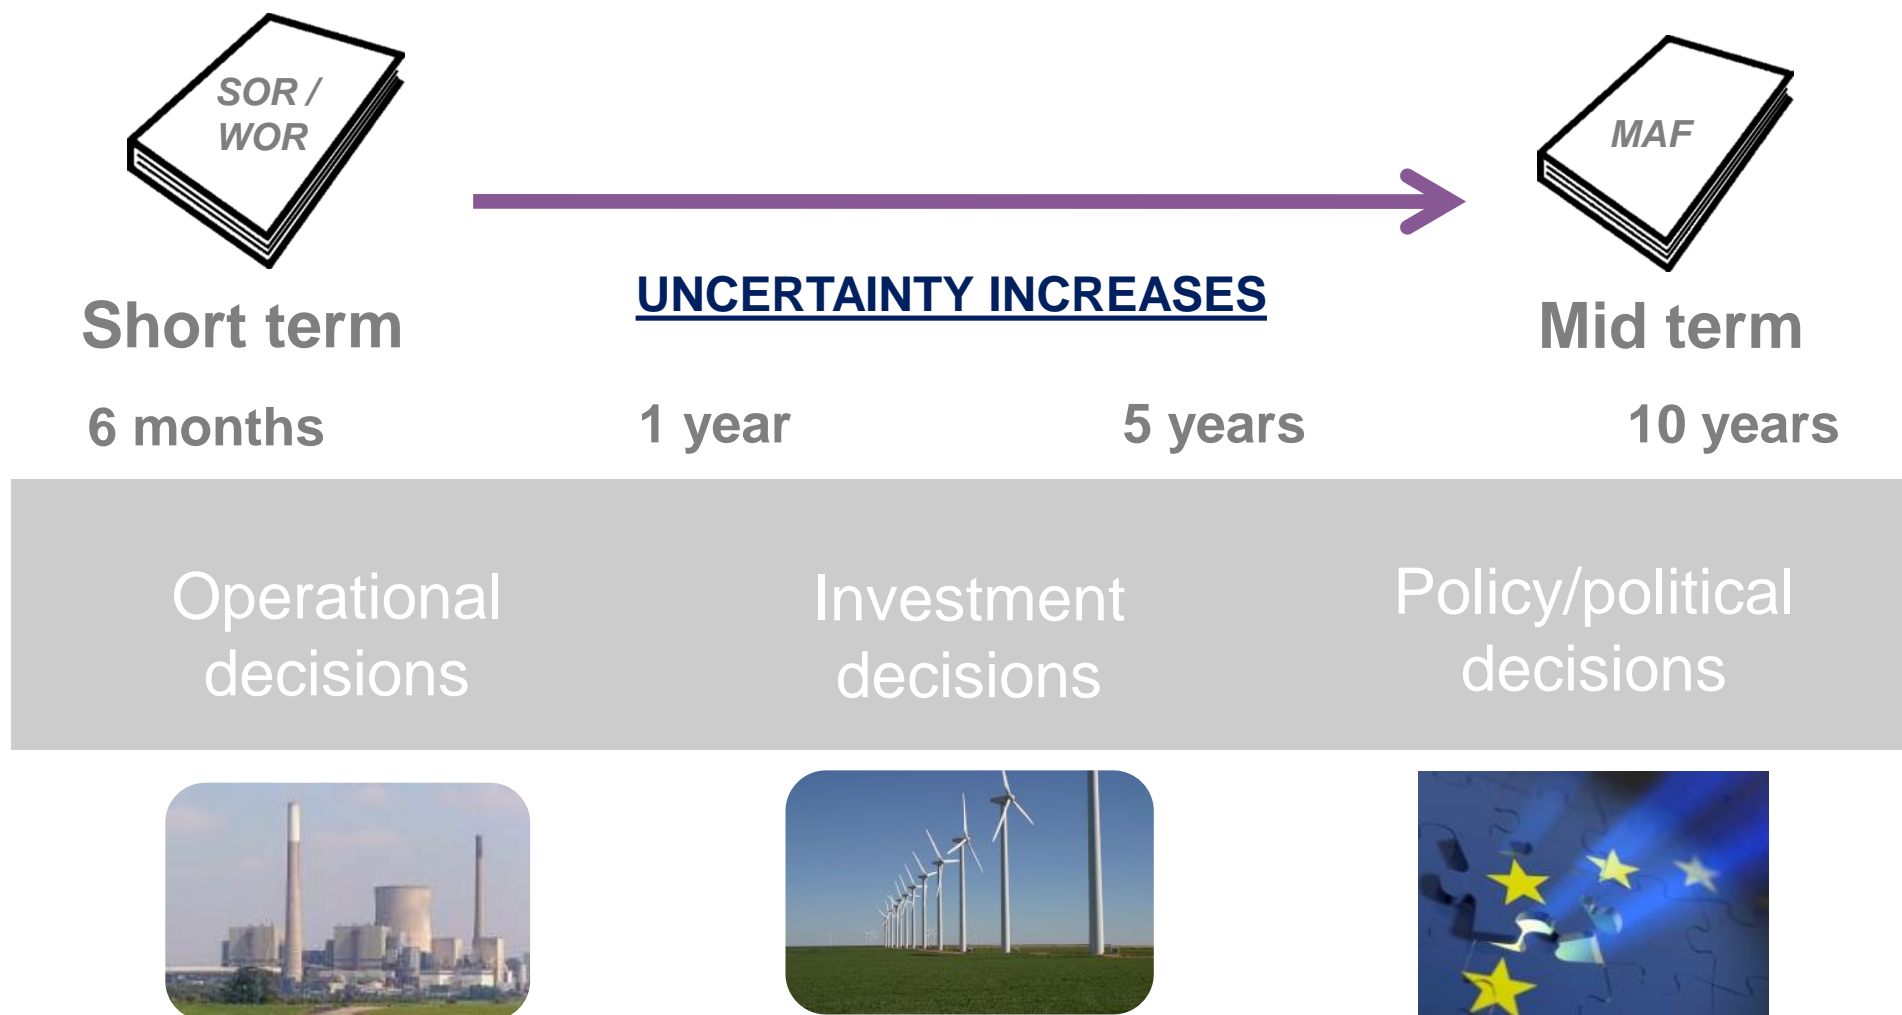 SOR /
WOR
MAF
UNCERTAINTY INCREASES
Short term
Mid term
6 months
1 year
5 years
10 years
Operational
decisions
Investment
decisions
Policy/political
decisions